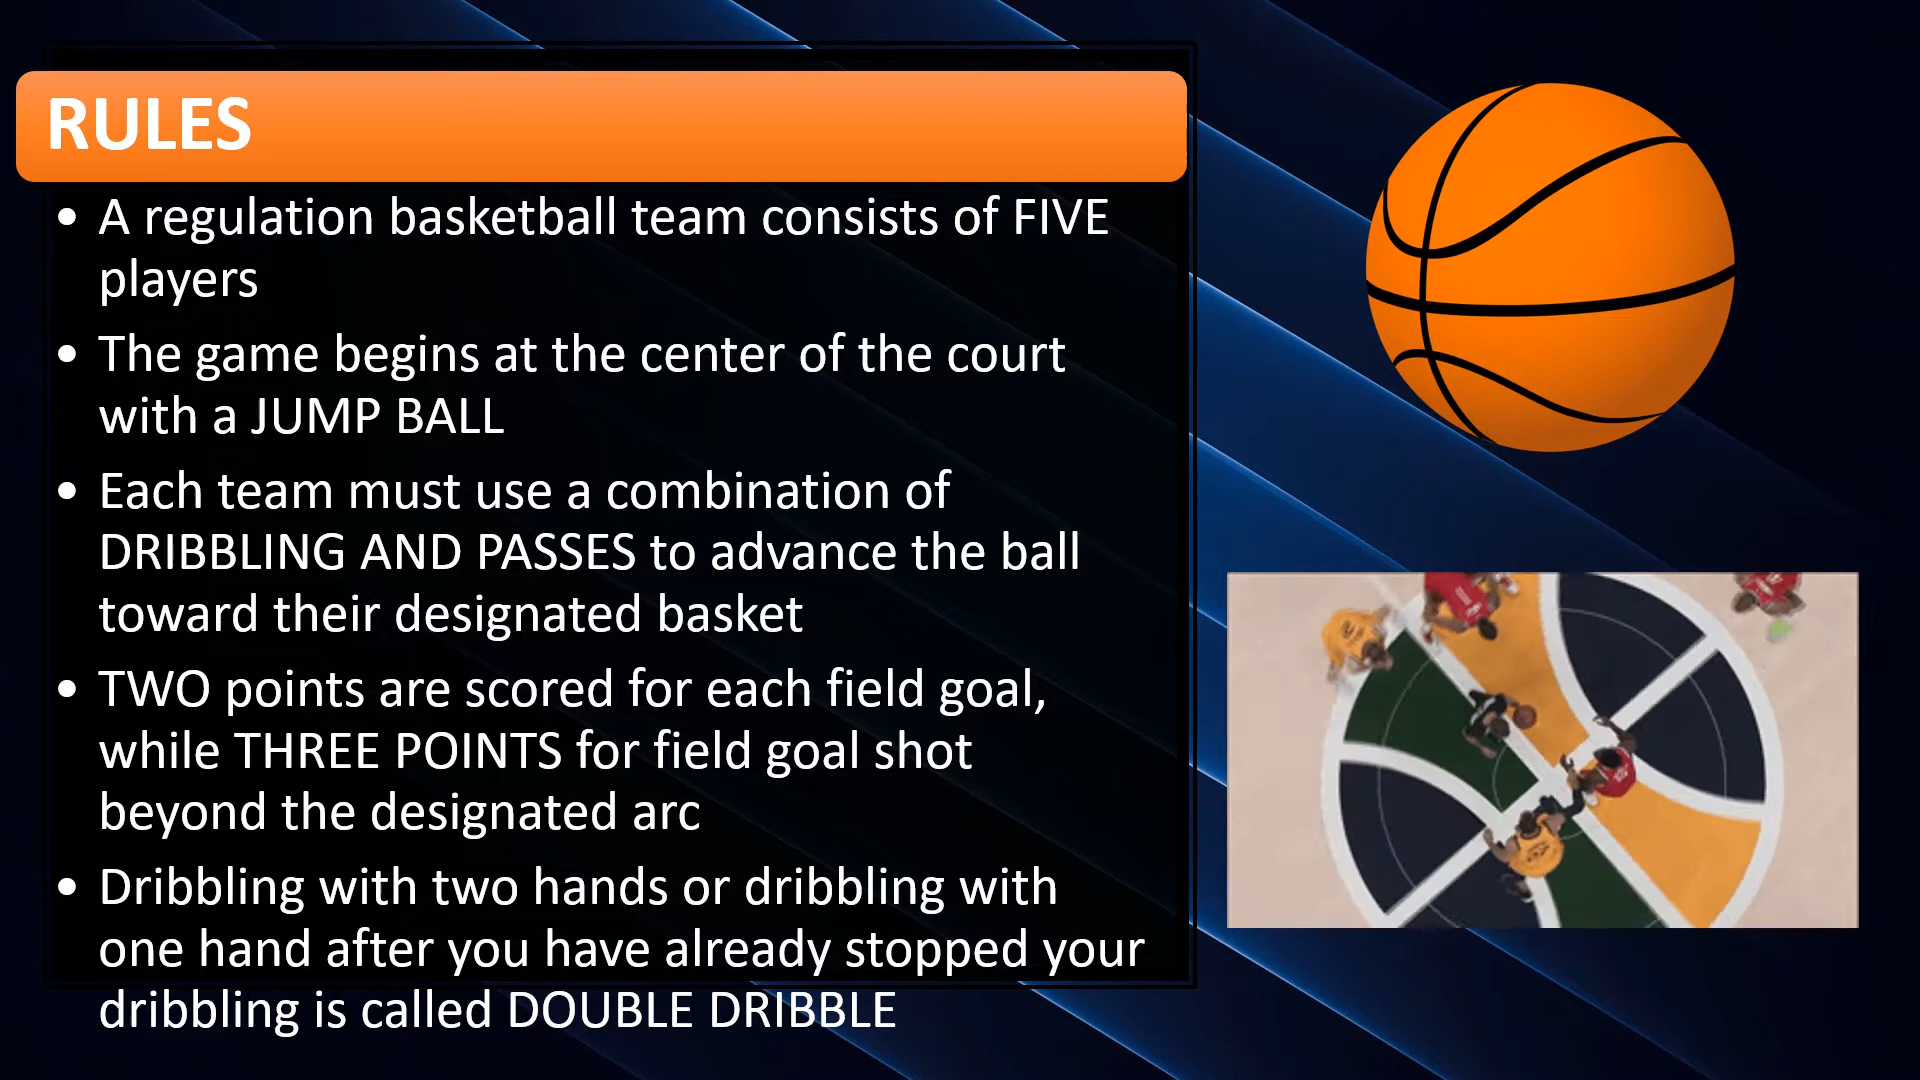 RULES
• A regulation basketball team consists of FIVE
players
• The game begins at the center of the court
with a JUMP BALL
• Each team must use a combination of
DRIBBLING AND PASSES to advance the ball
toward their designated basket
• TWO points are scored for each field goal,
while THREE POINTS for field goal shot
beyond the designated arc
• Dribbling with two hands or dribbling with
one hand after you have already stopped your
dribbling is called DOUBLE DRIBBLE